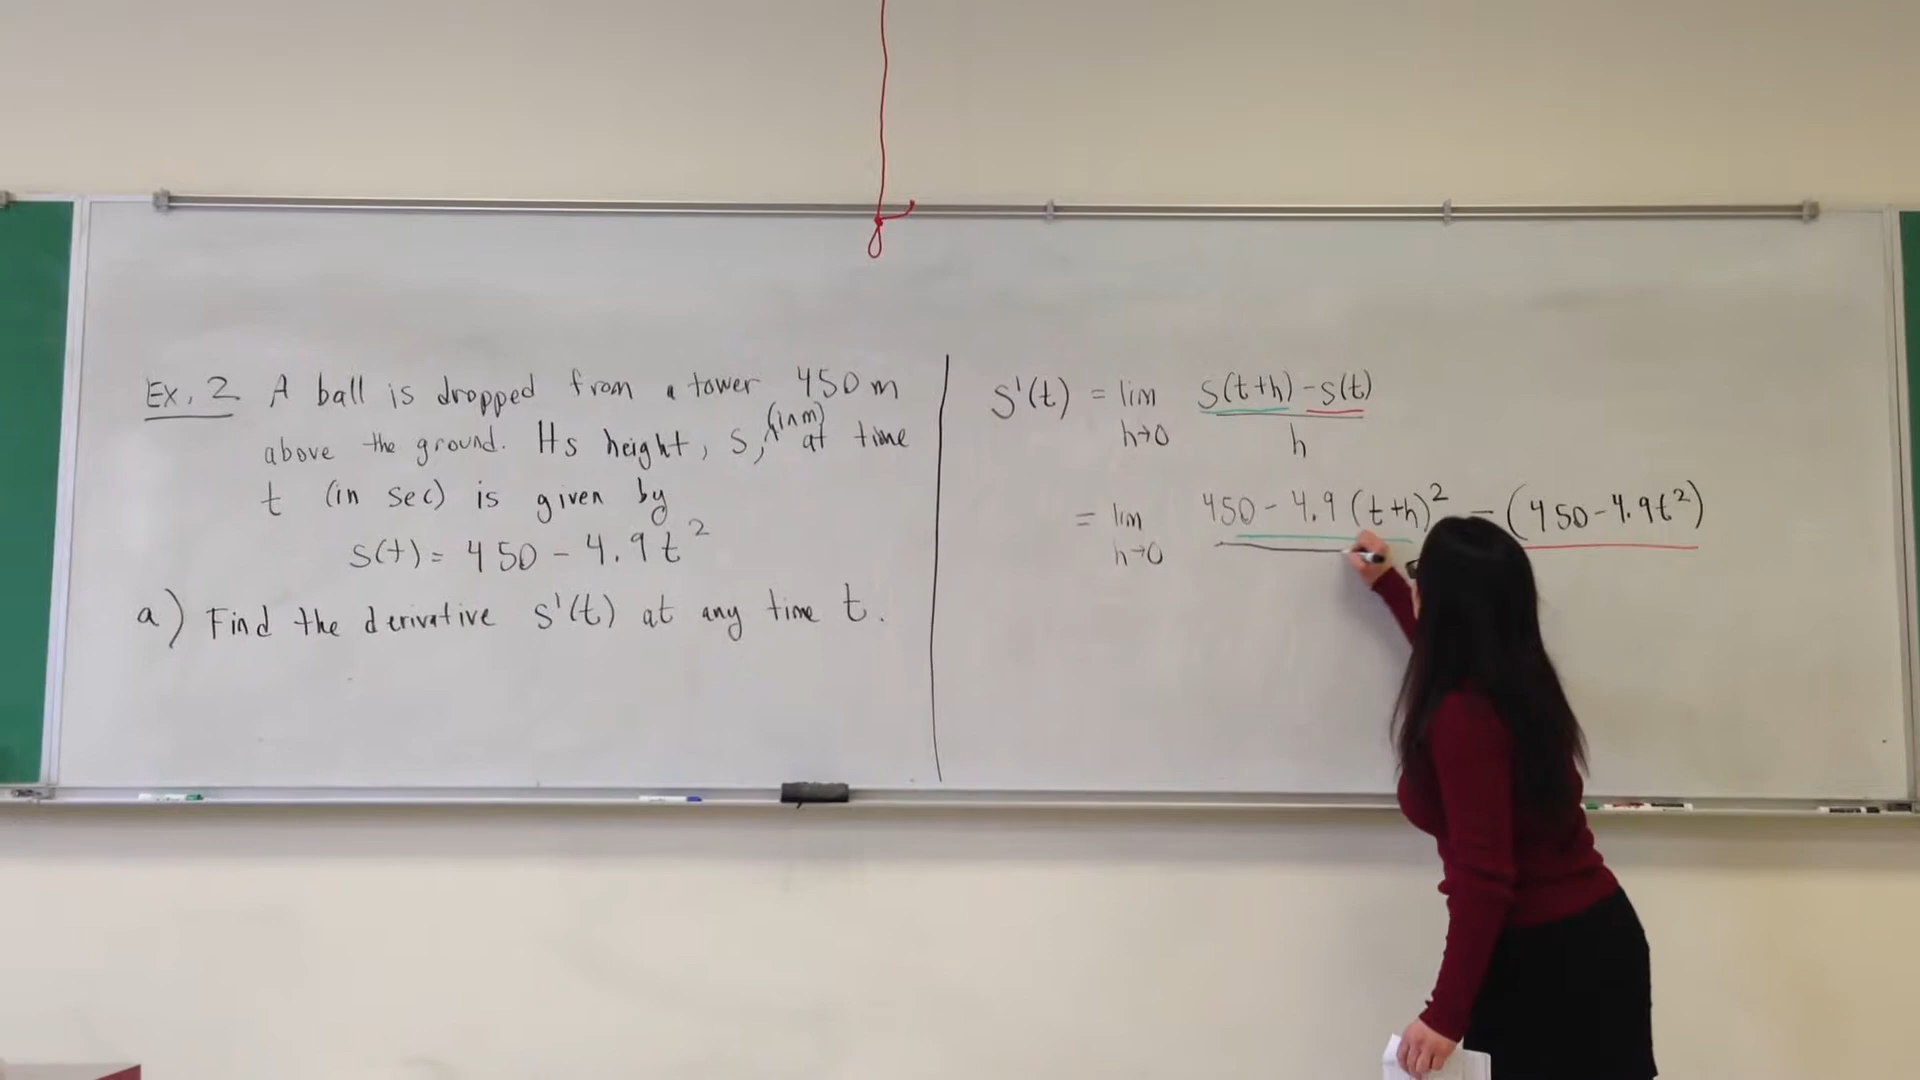 Ex. 2 A ball is dropped from a tower 450 m
above the ground. Its height, s, (in m) at time
t (in sec) is given by
s(t) = 450 - 4.9t²
a) Find the derivative s'(t) at any time t.
s'(t) = lim h→0 s(t+h) - s(t)
h
= lim h→0 450 - 4.9(t+h)² - (450 - 4.9t²)